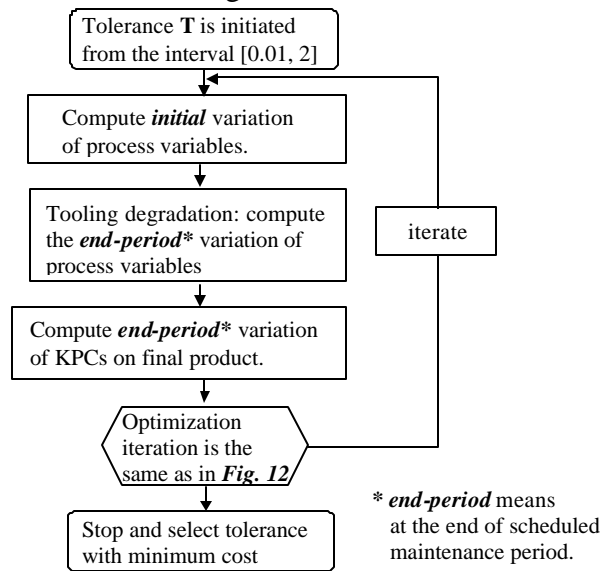 Tolerance T is initiated
from the interval [0.01, 2]
Compute initial variation
of process variables.
Tooling degradation: compute
the end-period* variation of
process variables
iterate
Compute end-period* variation
of KPCs on final product.
Optimization
iteration is the
same as in Fig. 12
Stop and select tolerance
with minimum cost
* end-period means
at the end of scheduled
maintenance period.